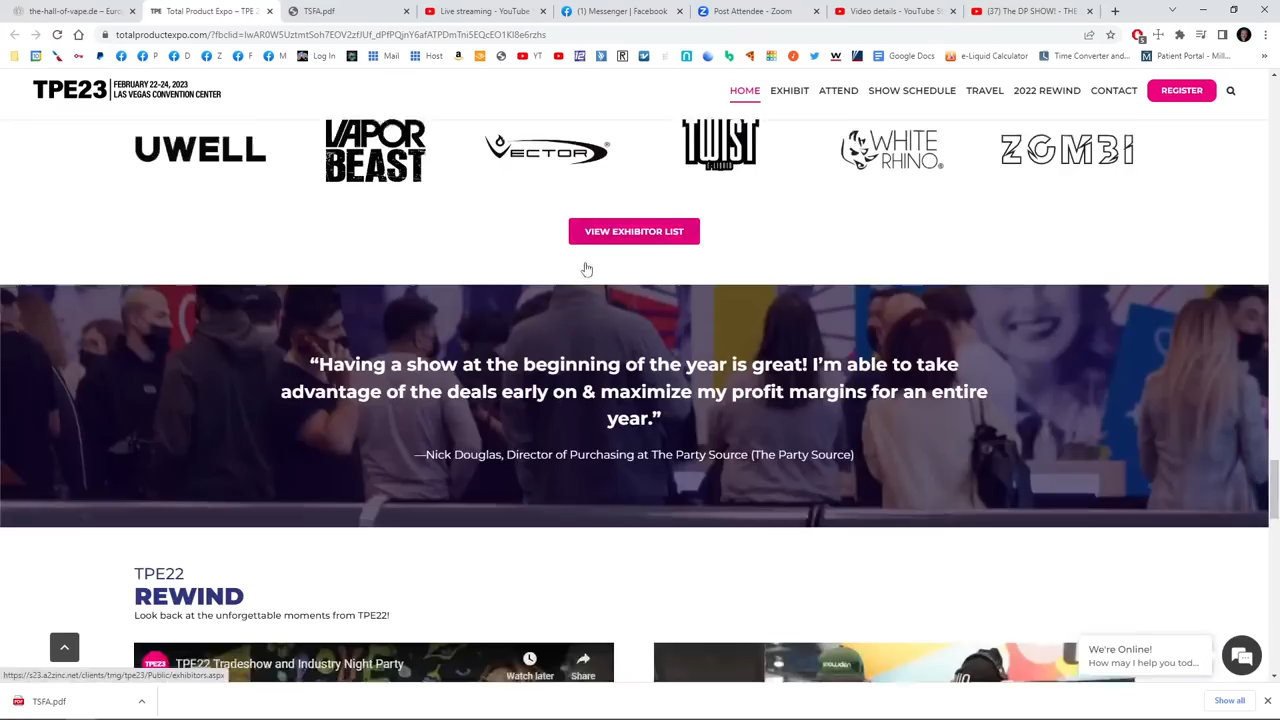 the-hall-of-vape.de – Euro
Total Product Expo – TPE 2
TSFA.pdf
Live streaming - YouTube S
(1) Messenger | Facebook
Post Attendee - Zoom
Video details - YouTube St
(37) The DP SHOW! - THE
totalproductexpo.com/?fbclid=IwAR0W5UztmtSoh7EOV2zfJUf_dPfPQjnY6afATPDmTni5EQcEO1Kl8e6rzhs
Z
F
M
Log In
Mail
Host
YT
Google Docs
e-Liquid Calculator
Time Converter and...
Patient Portal - Mill...
TPE23 FEBRUARY 22-24, 2023
LAS VEGAS CONVENTION CENTER
HOME EXHIBIT ATTEND SHOW SCHEDULE TRAVEL 2022 REWIND CONTACT REGISTER
UWELL
VAPOR
BEAST
VECTOR®
TWIST
E-LIQUID
WHITE
RHINO®
ZOMBI
VIEW EXHIBITOR LIST
“Having a show at the beginning of the year is great! I’m able to take
advantage of the deals early on & maximize my profit margins for an entire
year.”
—Nick Douglas, Director of Purchasing at The Party Source (The Party Source)
TPE22
REWIND
Look back at the unforgettable moments from TPE22!
TPE23
TPE22 Tradeshow and Industry Night Party
Watch later
Share
We're Online!
How may I help you tod...
https://s23.a2zinc.net/clients/tmg/tpe23/Public/exhibitors.aspx
TSFA.pdf
Show all